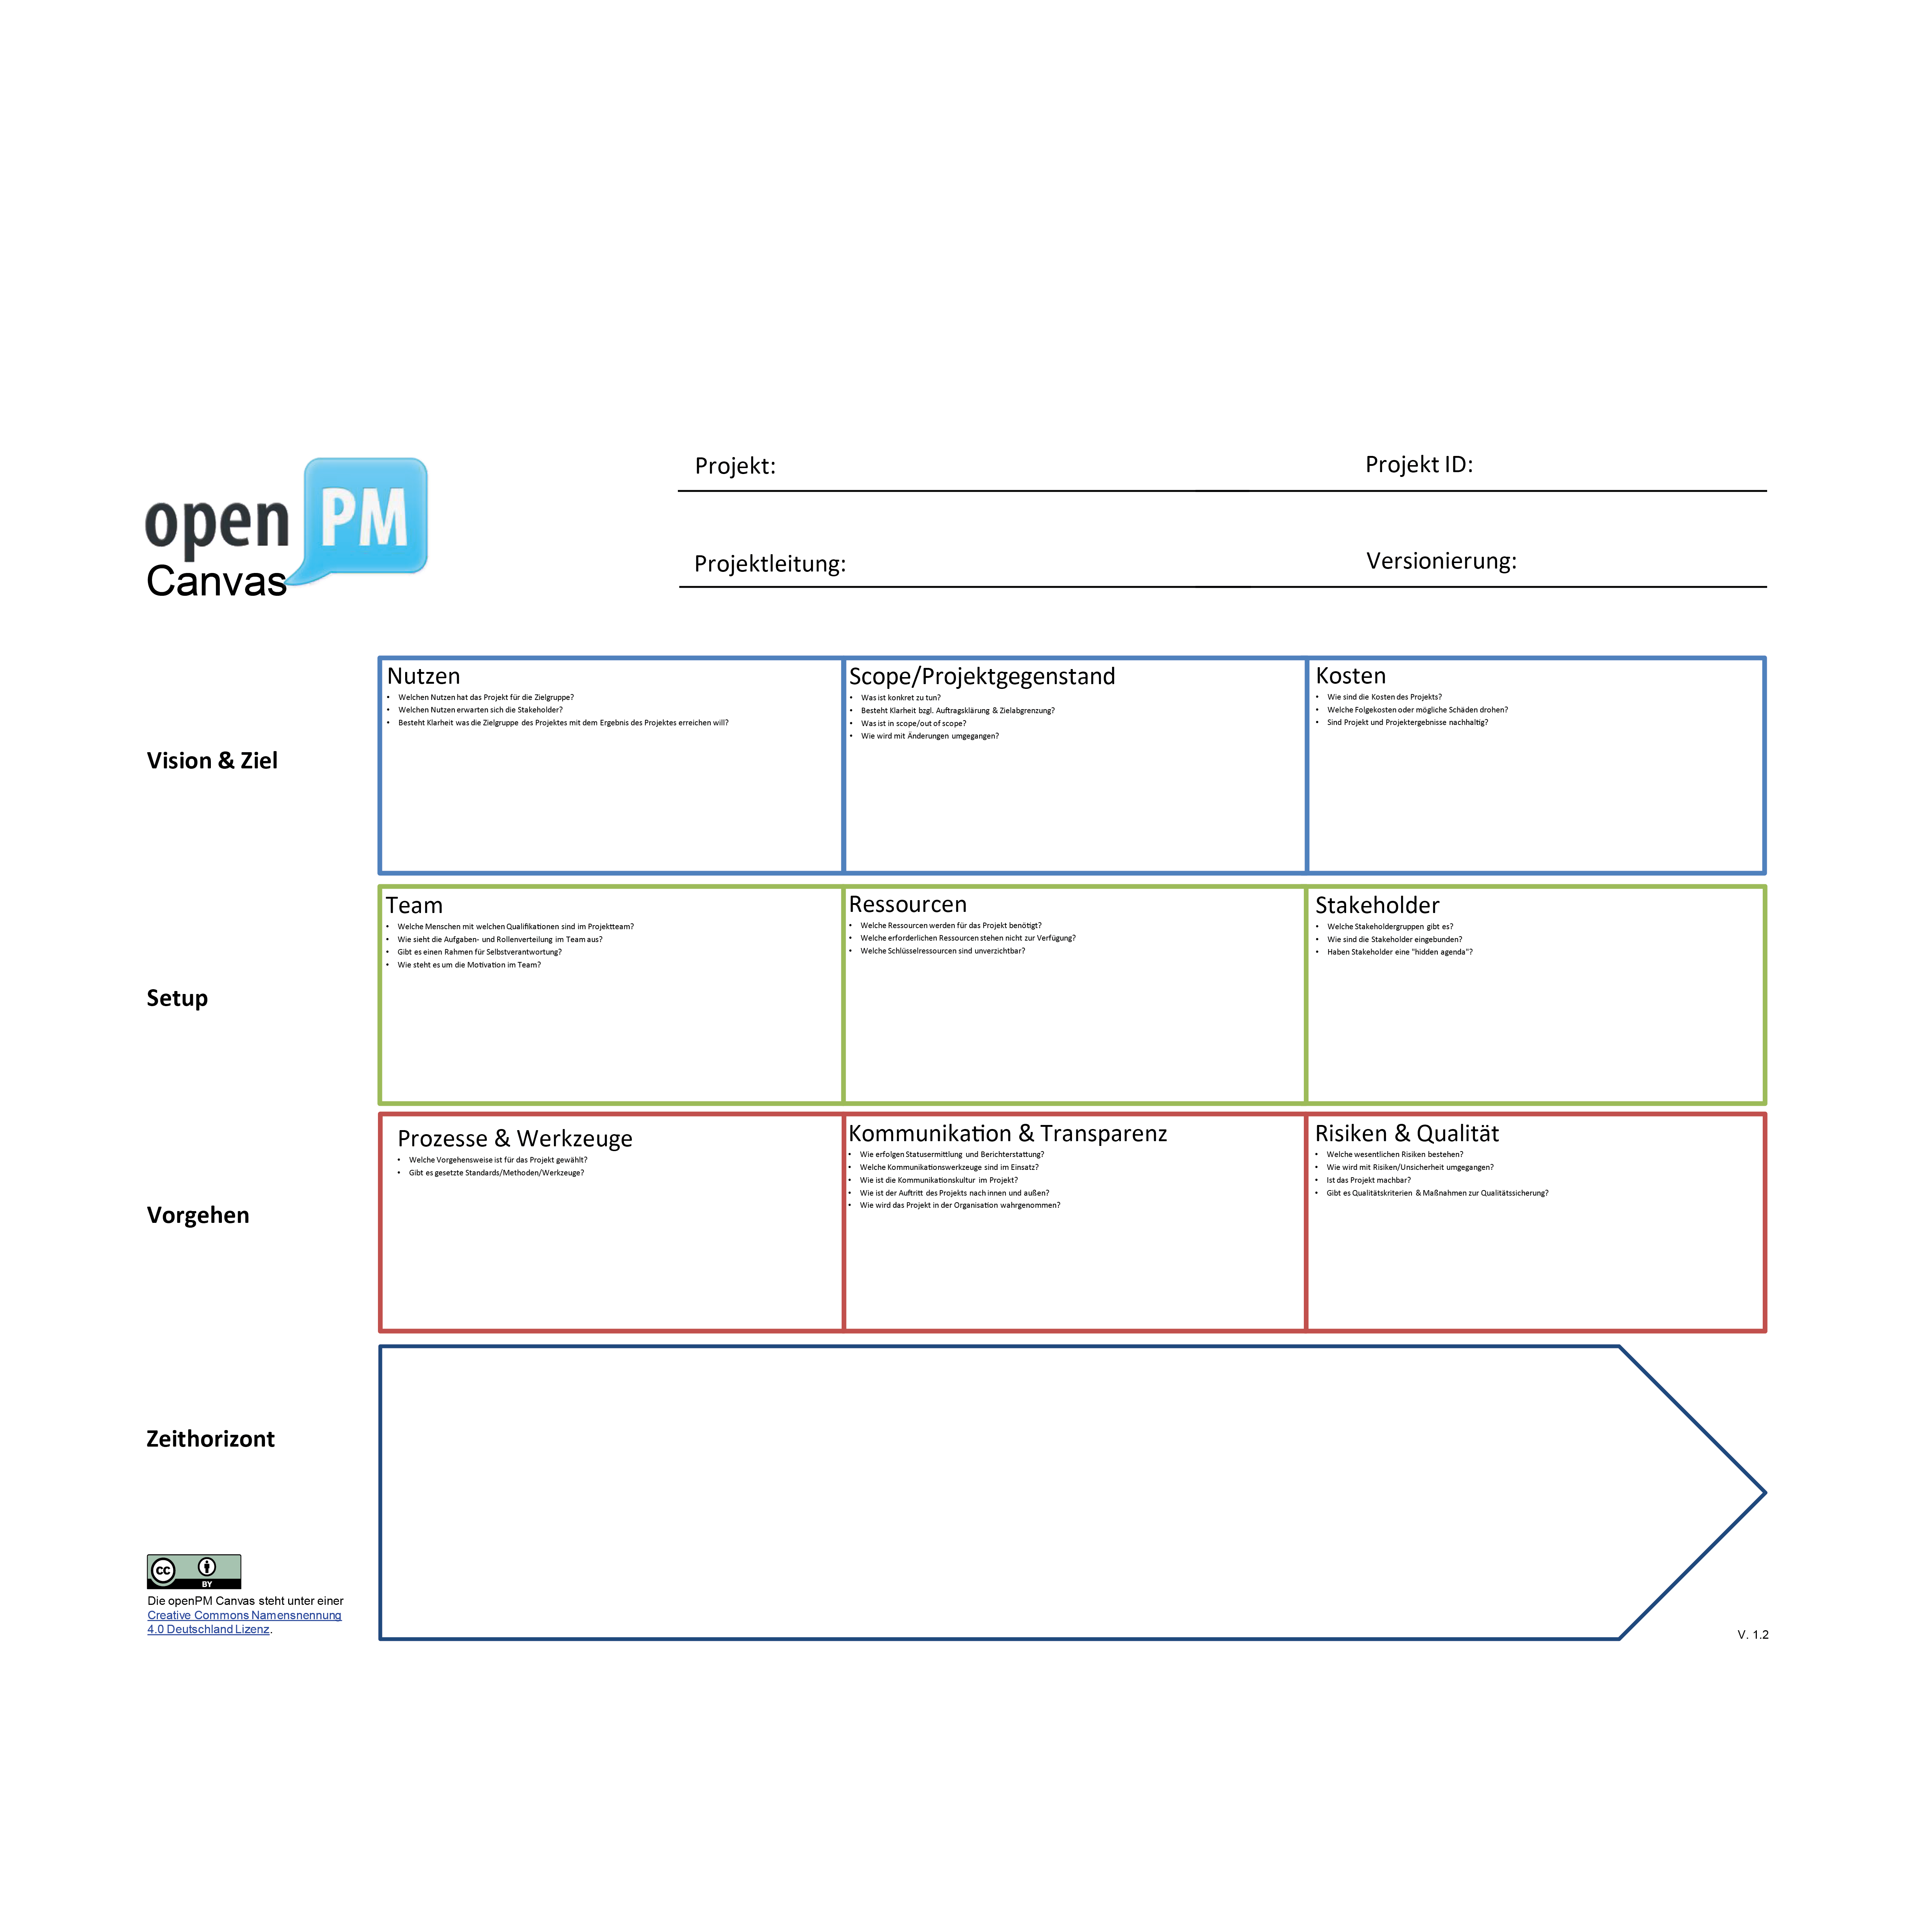 open PM
Canvas
Projekt:
Projekt ID:
Projektleitung:
Versionierung:
Vision & Ziel
Nutzen
• Welchen Nutzen hat das Projekt für die Zielgruppe?
• Welchen Nutzen erwarten sich die Stakeholder?
• Besteht Klarheit was die Zielgruppe des Projektes mit dem Ergebnis des Projektes erreichen will?
Scope/Projektgegenstand
• Was ist konkret zu tun?
• Besteht Klarheit bzgl. Auftragsklärung & Zielabgrenzung?
• Was ist in scope/out of scope?
• Wie wird mit Änderungen umgegangen?
Kosten
• Wie sind die Kosten des Projekts?
• Welche Folgekosten oder mögliche Schäden drohen?
• Sind Projekt und Projektergebnisse nachhaltig?
Setup
Team
• Welche Menschen mit welchen Qualifikationen sind im Projektteam?
• Wie sieht die Aufgaben- und Rollenverteilung im Team aus?
• Gibt es einen Rahmen für Selbstverantwortung?
• Wie steht es um die Motivation im Team?
Ressourcen
• Welche Ressourcen werden für das Projekt benötigt?
• Welche erforderlichen Ressourcen stehen nicht zur Verfügung?
• Welche Schlüsselressourcen sind unverzichtbar?
Stakeholder
• Welche Stakeholdergruppen gibt es?
• Wie sind die Stakeholder eingebunden?
• Haben Stakeholder eine "hidden agenda"?
Vorgehen
Prozesse & Werkzeuge
• Welche Vorgehensweise ist für das Projekt gewählt?
• Gibt es gesetzte Standards/Methoden/Werkzeuge?
Kommunikation & Transparenz
• Wie erfolgen Statusermittlung und Berichterstattung?
• Welche Kommunikationswerkzeuge sind im Einsatz?
• Wie ist die Kommunikationskultur im Projekt?
• Wie ist der Auftritt des Projekts nach innen und außen?
• Wie wird das Projekt in der Organisation wahrgenommen?
Risiken & Qualität
• Welche wesentlichen Risiken bestehen?
• Wie wird mit Risiken/Unsicherheit umgegangen?
• Ist das Projekt machbar?
• Gibt es Qualitätskriterien & Maßnahmen zur Qualitätssicherung?
Zeithorizont
cc
BY
Die openPM Canvas steht unter einer
Creative Commons Namensnennung
4.0 Deutschland Lizenz.
V. 1.2